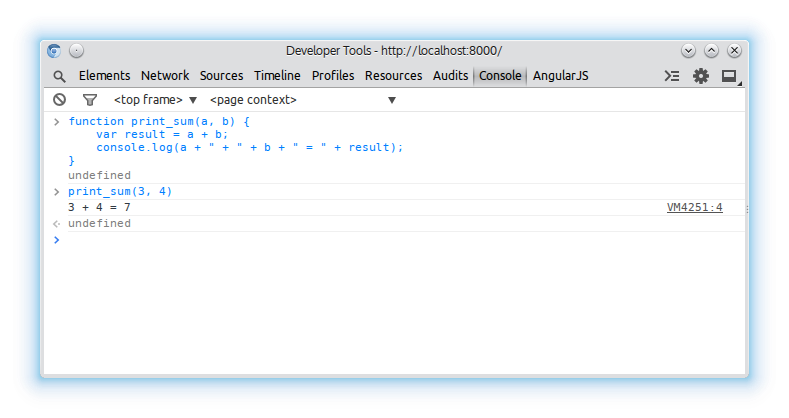 Developer Tools - http://localhost:8000/
Elements Network Sources Timeline Profiles Resources Audits Console AngularJS
<top frame> ▼ <page context> ▼
> function print_sum(a, b) {
    var result = a + b;
    console.log(a + " + " + b + " = " + result);
}
undefined
> print_sum(3, 4)
3 + 4 = 7 VM4251:4
undefined
>